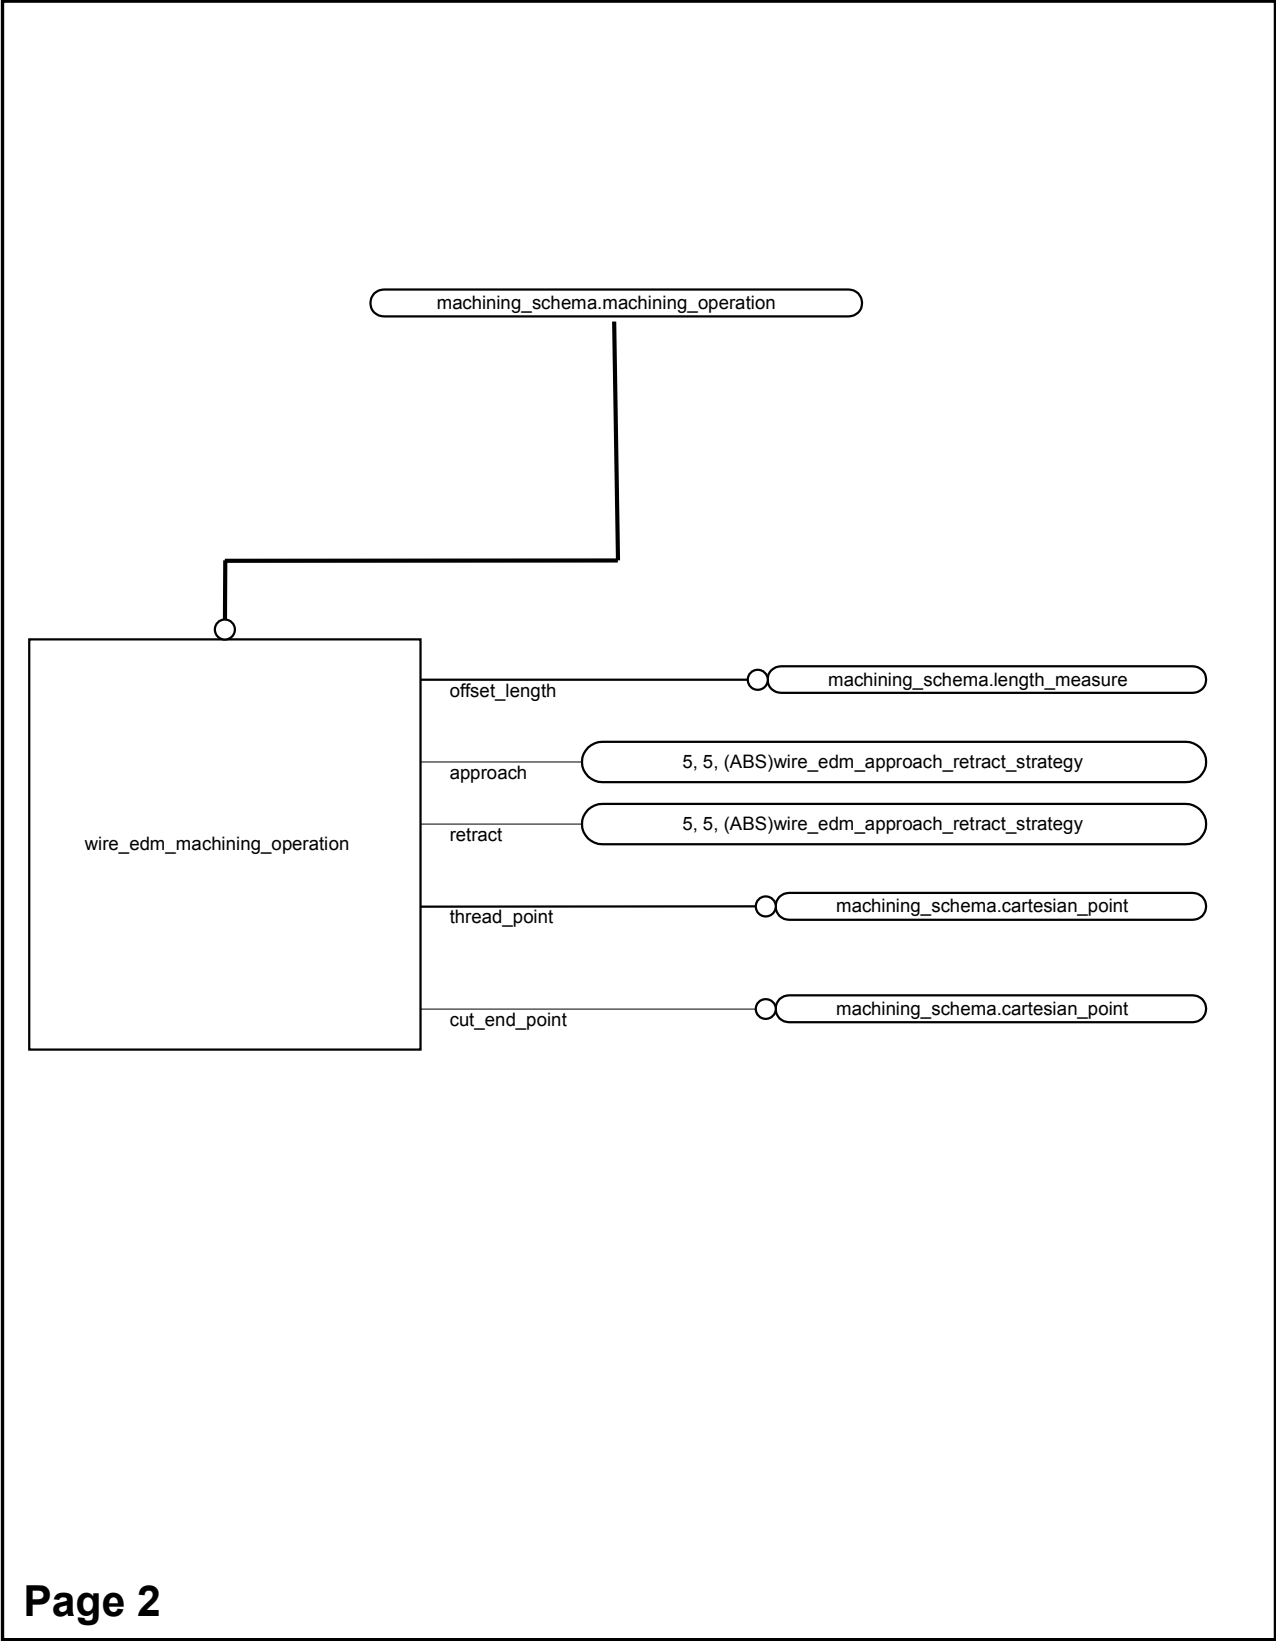 machining_schema.machining_operation
offset_length
machining_schema.length_measure
approach
5, 5, (ABS)wire_edm_approach_retract_strategy
retract
5, 5, (ABS)wire_edm_approach_retract_strategy
wire_edm_machining_operation
thread_point
machining_schema.cartesian_point
cut_end_point
machining_schema.cartesian_point
Page 2